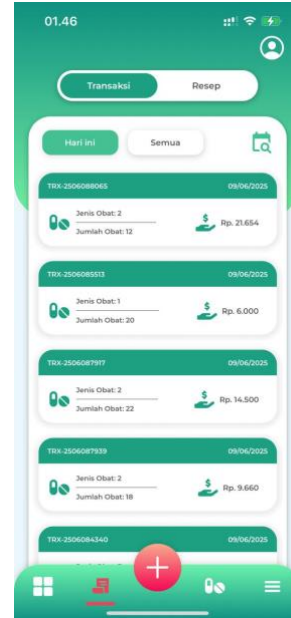 01.46
Transaksi
Resep
Hari ini
Semua
TRX-2506088065 09/06/2025
Jenis Obat: 2
Jumlah Obat: 12
Rp. 21.654
TRX-2506085513 09/06/2025
Jenis Obat: 1
Jumlah Obat: 20
Rp. 6.000
TRX-2506087917 09/06/2025
Jenis Obat: 2
Jumlah Obat: 22
Rp. 14.500
TRX-2506087939 09/06/2025
Jenis Obat: 2
Jumlah Obat: 18
Rp. 9.660
TRX-2506084340 09/06/2025